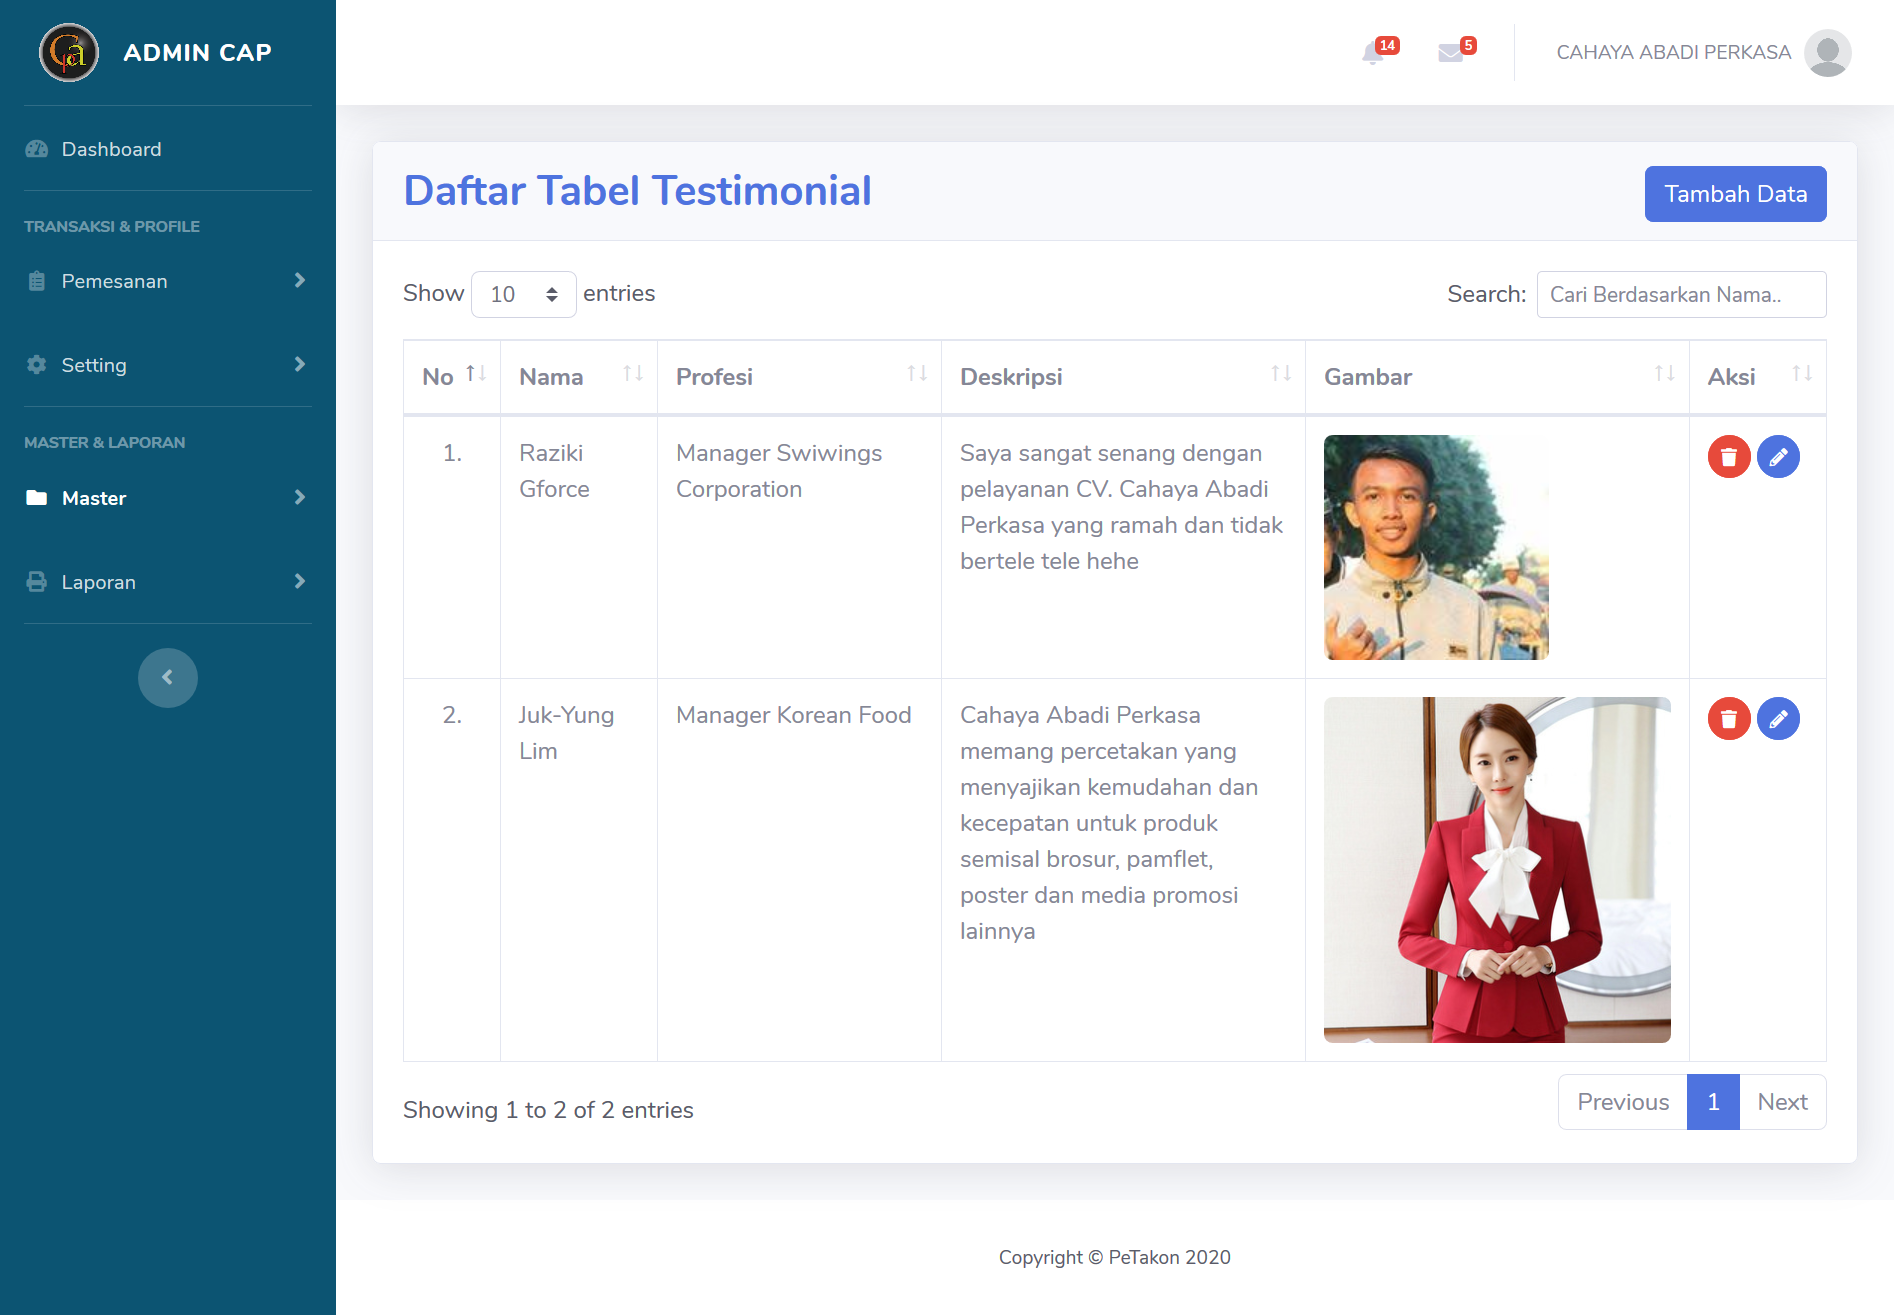 Cpa
ADMIN CAP
14
5
CAHAYA ABADI PERKASA
Dashboard
TRANSAKSI & PROFILE
Pemesanan
Setting
MASTER & LAPORAN
Master
Laporan
Daftar Tabel Testimonial
Tambah Data
Show 10 entries
Search: Cari Berdasarkan Nama..
No Nama Profesi Deskripsi Gambar Aksi
1.
Raziki
Gforce
Manager Swiwings
Corporation
Saya sangat senang dengan
pelayanan CV. Cahaya Abadi
Perkasa yang ramah dan tidak
bertele tele hehe
2.
Juk-Yung
Lim
Manager Korean Food
Cahaya Abadi Perkasa
memang percetakan yang
menyajikan kemudahan dan
kecepatan untuk produk
semisal brosur, pamflet,
poster dan media promosi
lainnya
Showing 1 to 2 of 2 entries
Previous 1 Next
Copyright © PeTakon 2020